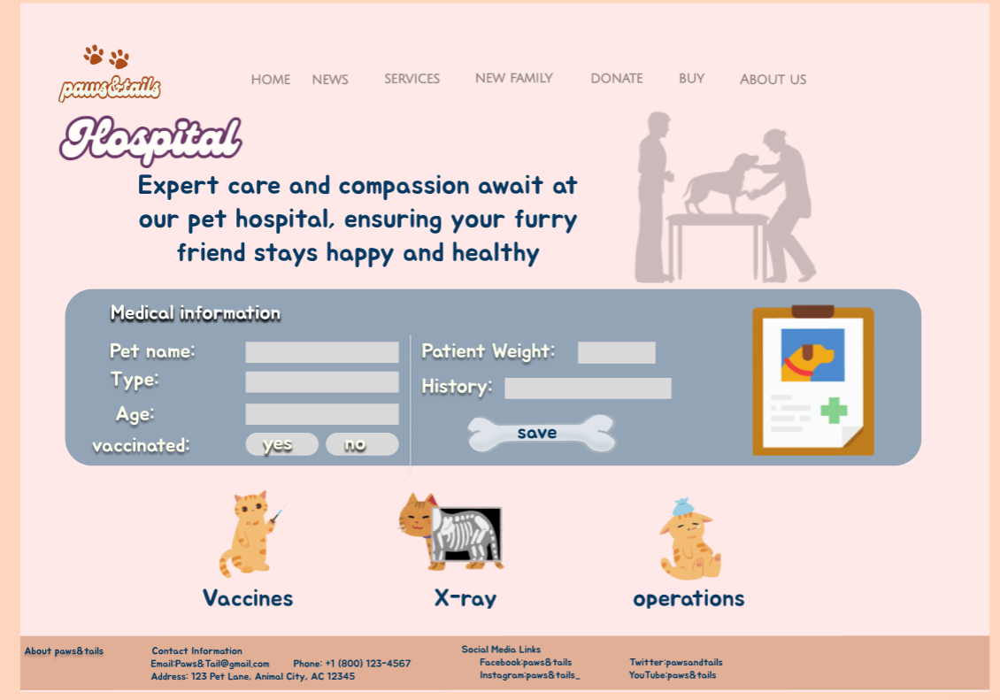 paws&tails
HOME NEWS SERVICES NEW FAMILY DONATE BUY ABOUT US
Hospital
Expert care and compassion await at
our pet hospital, ensuring your furry
friend stays happy and healthy
Medical information
Pet name:
Type:
Age:
vaccinated: yes no
Patient Weight:
History:
save
Vaccines X-ray operations
About paws&tails
Contact Information
Email:Paws&Tail@gmail.com Phone: +1 (800) 123-4567
Address: 123 Pet Lane, Animal City, AC 12345
Social Media Links
Facebook:paws&tails Twitter:pawsandtails
Instagram:paws&tails_ YouTube:paws&tails